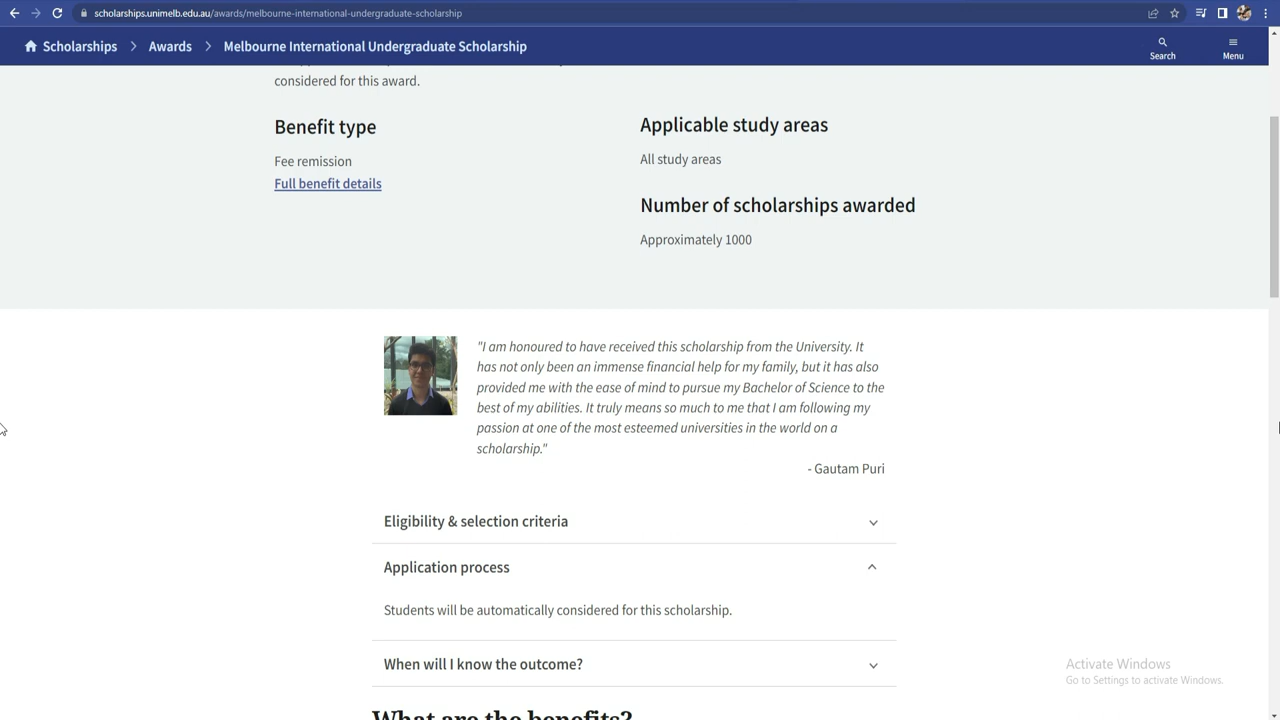 scholarships.unimelb.edu.au/awards/melbourne-international-undergraduate-scholarship
Scholarships
Awards
Melbourne International Undergraduate Scholarship
Search
Menu
considered for this award.
Benefit type
Fee remission
Full benefit details
Applicable study areas
All study areas
Number of scholarships awarded
Approximately 1000
"I am honoured to have received this scholarship from the University. It
has not only been an immense financial help for my family, but it has also
provided me with the ease of mind to pursue my Bachelor of Science to the
best of my abilities. It truly means so much to me that I am following my
passion at one of the most esteemed universities in the world on a
scholarship."
- Gautam Puri
Eligibility & selection criteria
Application process
Students will be automatically considered for this scholarship.
When will I know the outcome?
What are the benefits?
Activate Windows
Go to Settings to activate Windows.